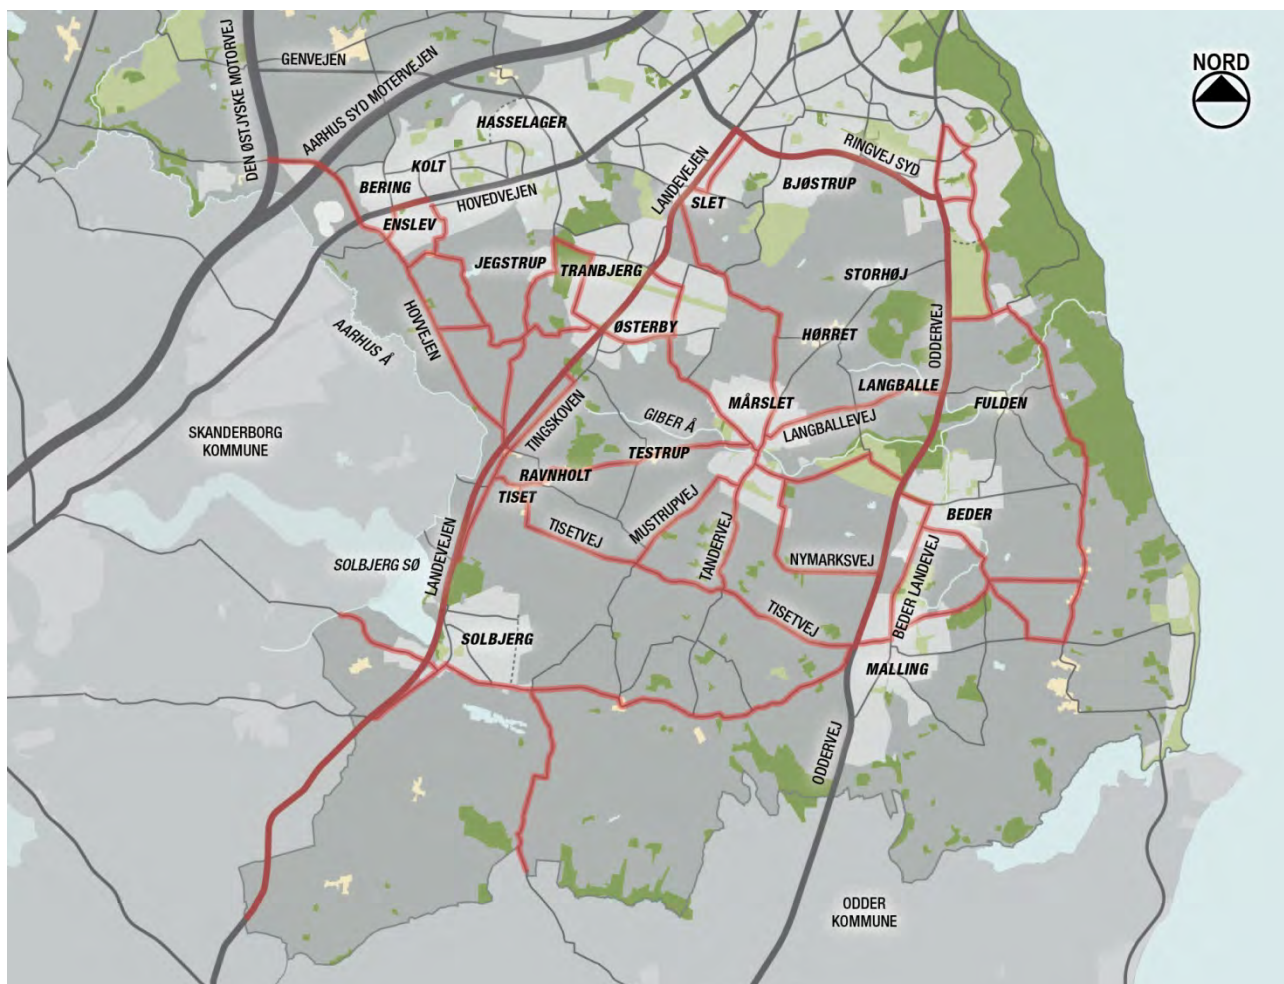 NORD
GENVEJEN
DEN ØSTJYSKE MOTORVEJ
AARHUS SYD MOTERVEJEN
HASSELAGER
KOLT
BERING
HOVEDVEJEN
ENSLEV
LANDEVEJEN
RINGVEJ SYD
BJØSTRUP
SLET
JEGSTRUP
TRANBJERG
STORHØJ
HOVVEJEN
AARHUS Å
ØSTERBY
HØRRET
ODDERVEJ
LANGBALLE
FULDEN
MÅRSLET
TINGSKOVEN
GIBER Å
LANGBALLEVEJ
SKANDERBORG
KOMMUNE
TESTRUP
RAVNHOLT
TISET
BEDER
MUSTRUPVEJ
TISETVEJ
TANDERVEJ
NYMARKSVEJ
LANDEVEJEN
SOLBJERG SØ
BEDER LANDEVEJ
TISETVEJ
SOLBJERG
MALLING
ODDERVEJ
ODDER
KOMMUNE